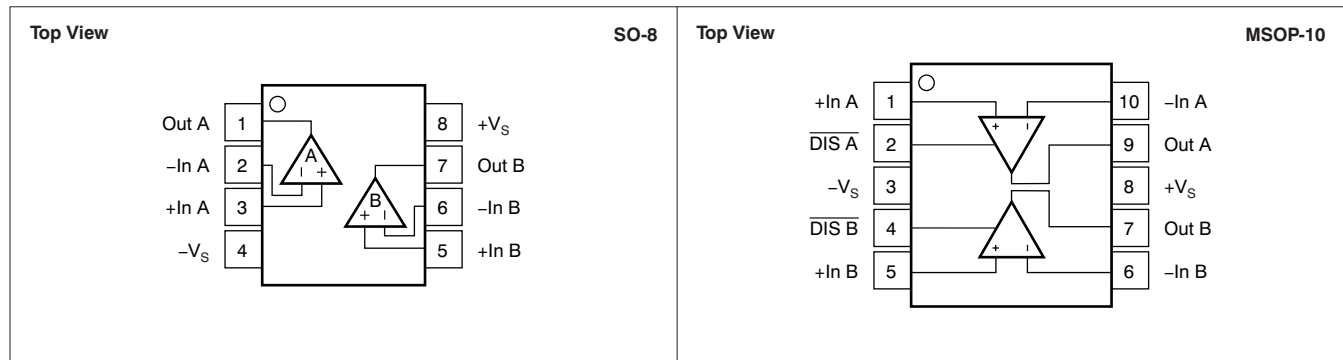 Top View SO-8
Out A 1 8 +VS
−In A 2 7 Out B
+In A 3 6 −In B
−VS 4 5 +In B
A
− +
B
+ −
Top View MSOP-10
+In A 1 10 −In A
DIS A 2 9 Out A
−VS 3 8 +VS
DIS B 4 7 Out B
+In B 5 6 −In B
+ −
+ −